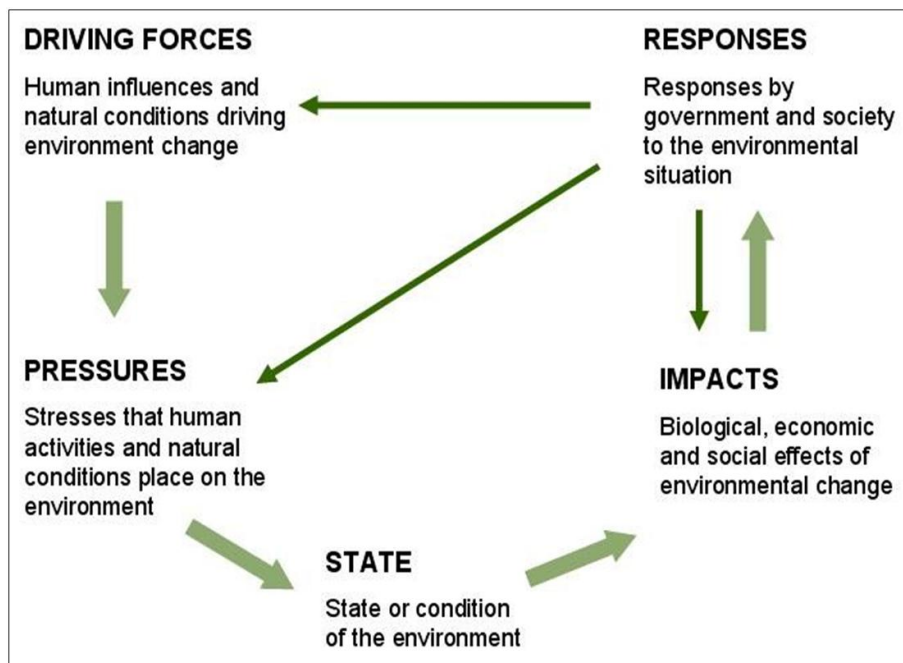 DRIVING FORCES
Human influences and
natural conditions driving
environment change
RESPONSES
Responses by
government and society
to the environmental
situation
PRESSURES
Stresses that human
activities and natural
conditions place on the
environment
IMPACTS
Biological, economic
and social effects of
environmental change
STATE
State or condition
of the environment